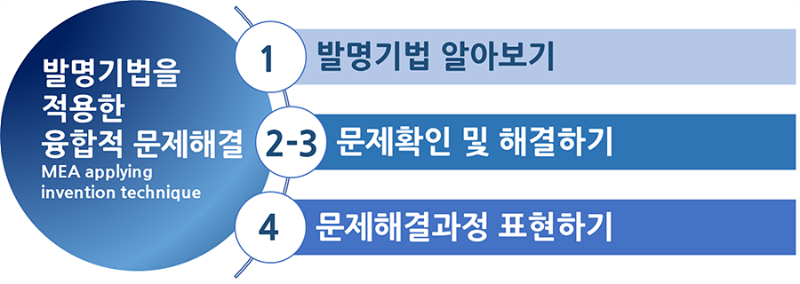 발명기법을
적용한
융합적 문제해결
MEA applying
invention technique
1 발명기법 알아보기
2-3 문제확인 및 해결하기
4 문제해결과정 표현하기